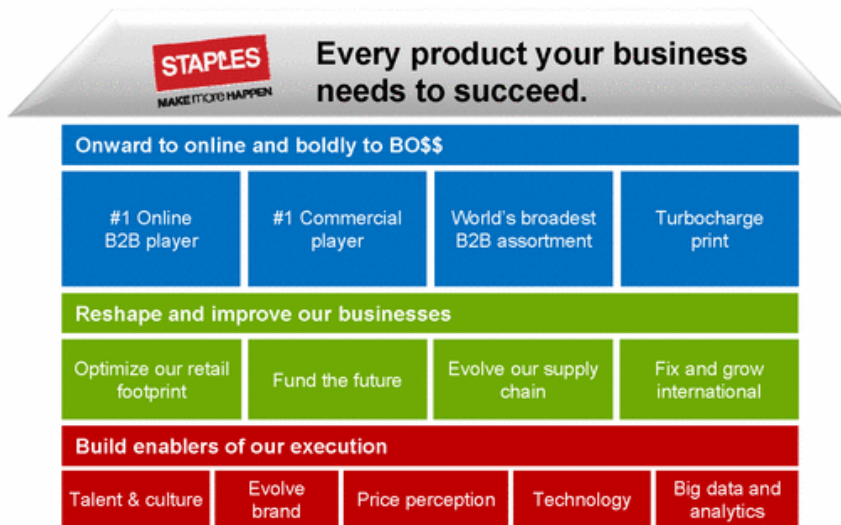 STAPLES
MAKE more HAPPEN
Every product your business
needs to succeed.
Onward to online and boldly to BO$$
#1 Online
B2B player
#1 Commercial
player
World's broadest
B2B assortment
Turbocharge
print
Reshape and improve our businesses
Optimize our retail
footprint
Fund the future
Evolve our supply
chain
Fix and grow
international
Build enablers of our execution
Talent & culture
Evolve
brand
Price perception
Technology
Big data and
analytics